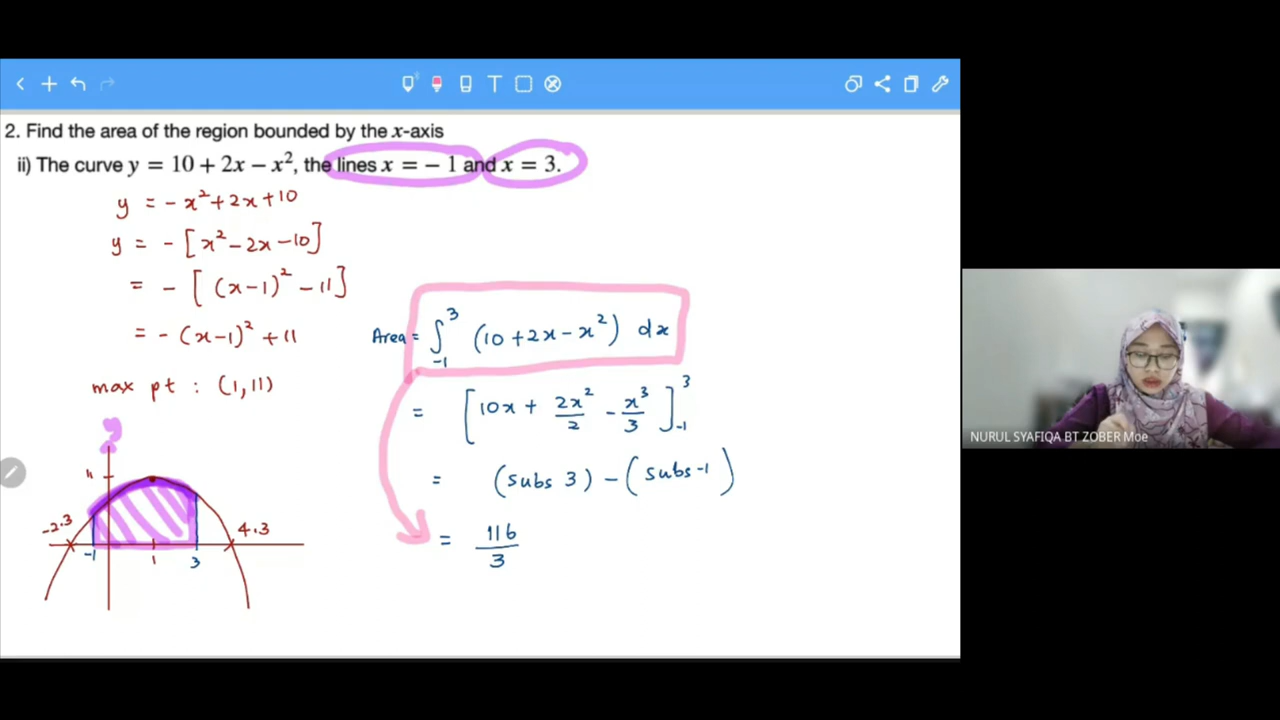 2. Find the area of the region bounded by the x-axis
ii) The curve y = 10 + 2x − x², the lines x = − 1 and x = 3.
y = -x²+2x+10
y = -[x²-2x-10]
= -[(x-1)²-11]
= -(x-1)²+11
max pt : (1,11)
Area = ∫₋₁³ (10+2x-x²) dx
= [10x + 2x²/2 - x³/3]₋₁³
= (subs 3) - (subs -1)
= 116/3
y
11
-2.3
4.3
-1
1
3
T
NURUL SYAFIQA BT ZOBER Moe